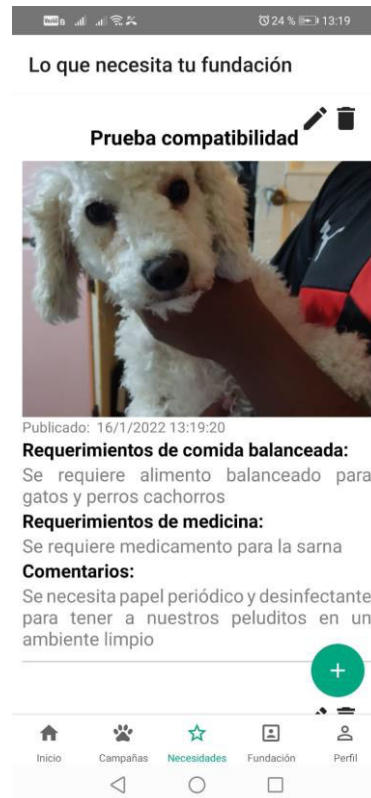 24 % 13:19
Lo que necesita tu fundación
Prueba compatibilidad
Publicado: 16/1/2022 13:19:20
Requerimientos de comida balanceada:
Se requiere alimento balanceado para
gatos y perros cachorros
Requerimientos de medicina:
Se requiere medicamento para la sarna
Comentarios:
Se necesita papel periódico y desinfectante
para tener a nuestros peluditos en un
ambiente limpio
+
Inicio Campañas Necesidades Fundación Perfil